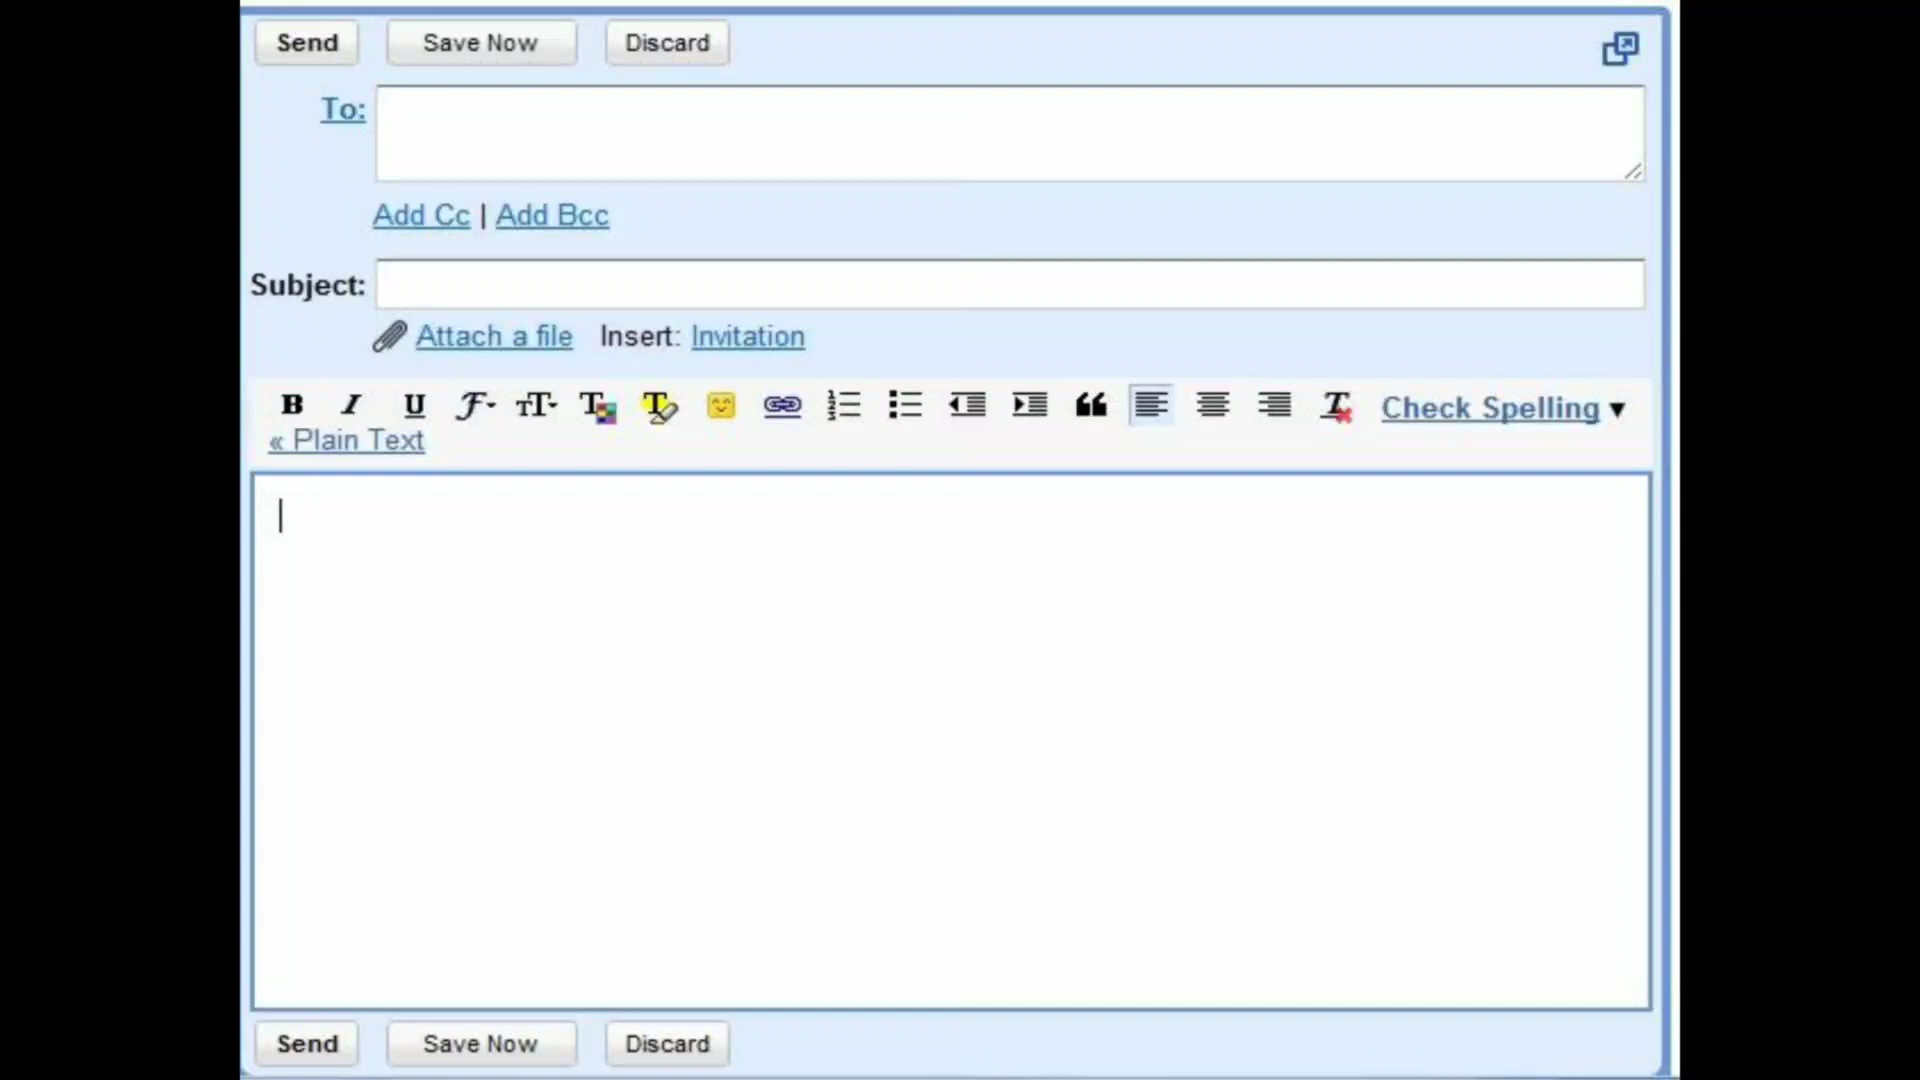 Send Save Now Discard
To:
Add Cc | Add Bcc
Subject:
Attach a file Insert: Invitation
B I U Check Spelling ▼
« Plain Text
Send Save Now Discard